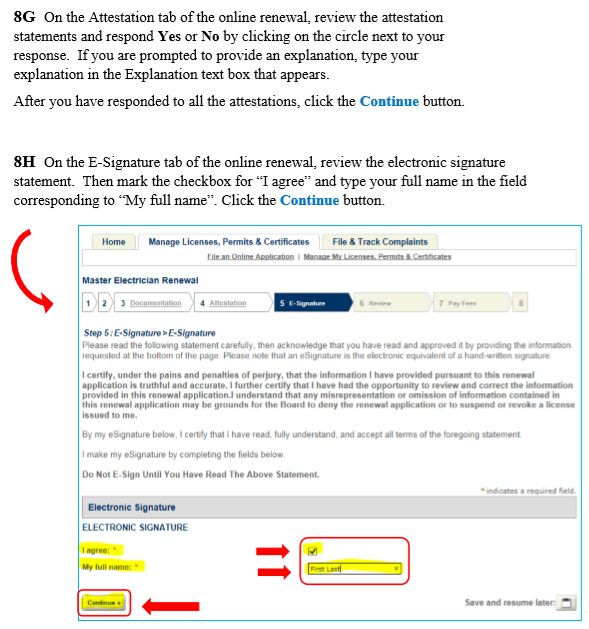 8G On the Attestation tab of the online renewal, review the attestation
statements and respond Yes or No by clicking on the circle next to your
response. If you are prompted to provide an explanation, type your
explanation in the Explanation text box that appears.
After you have responded to all the attestations, click the Continue button.
8H On the E-Signature tab of the online renewal, review the electronic signature
statement. Then mark the checkbox for “I agree” and type your full name in the field
corresponding to “My full name”. Click the Continue button.
Home Manage Licenses, Permits & Certificates File & Track Complaints
File an Online Application | Manage My Licenses, Permits & Certificates
Master Electrician Renewal
1 2 3 Documentation 4 Attestation 5 E-Signature 6 Review 7 Pay Fees 8
Step 5: E-Signature > E-Signature
Please read the following statement carefully, then acknowledge that you have read and approved it by providing the information
requested at the bottom of the page. Please note that an eSignature is the electronic equivalent of a hand-written signature.
I certify, under the pains and penalties of perjury, that the information I have provided pursuant to this renewal
application is truthful and accurate. I further certify that I have had the opportunity to review and correct the information
provided in this renewal application.I understand that any misrepresentation or omission of information contained in
this renewal application may be grounds for the Board to deny the renewal application or to suspend or revoke a license
issued to me.
By my eSignature below, I certify that I have read, fully understand, and accept all terms of the foregoing statement.
I make my eSignature by completing the fields below.
Do Not E-Sign Until You Have Read The Above Statement.
* indicates a required field.
Electronic Signature
ELECTRONIC SIGNATURE
I agree: *
My full name: * First Last ×
Continue » Save and resume later: